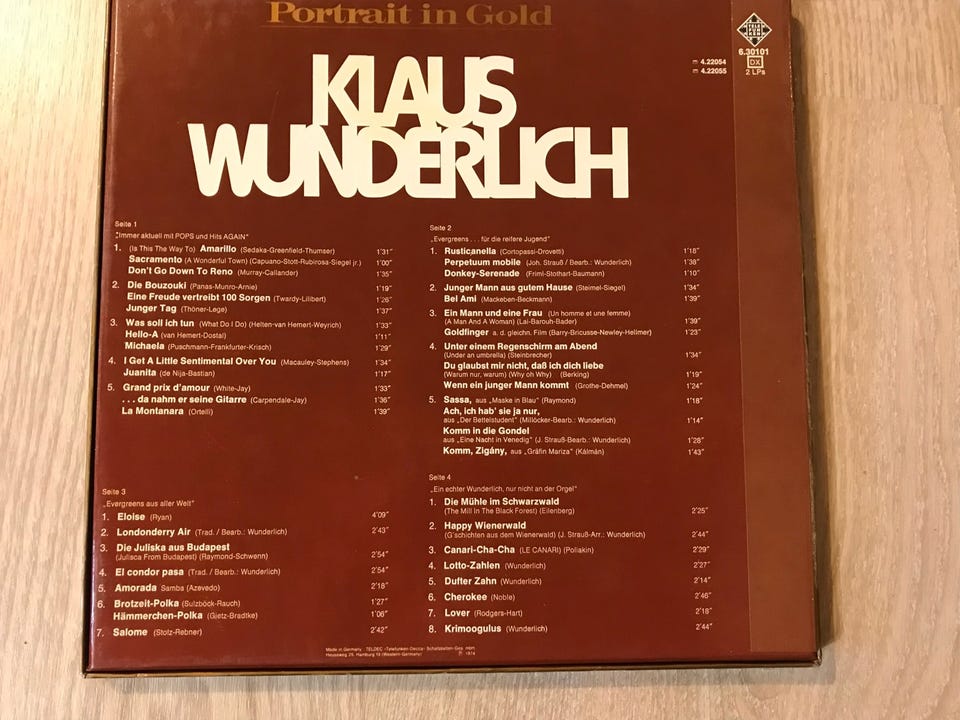 Portrait in Gold
KLAUS
WUNDERLICH
TELE
FUN
KEN
6.30101
DX
2 LPs
4.22054
4.22055
Seite 1
"Immer aktuell mit POPS und Hits AGAIN"
1. (Is This The Way To) Amarillo (Sedaka-Greenfield-Thumser) 1'31"
Sacramento (A Wonderful Town) (Capuano-Stott-Rubirosa-Siegel jr.) 1'00"
Don't Go Down To Reno (Murray-Callander) 1'35"
2. Die Bouzouki (Panas-Munro-Arnie) 1'19"
Eine Freude vertreibt 100 Sorgen (Twardy-Lilibert) 1'26"
Junger Tag (Thöner-Lege) 1'37"
3. Was soll ich tun (What Do I Do) (Helten-van Hemert-Weyrich) 1'33"
Hello-A (van Hemert-Dostal) 1'11"
Michaela (Puschmann-Frankfurter-Krisch) 1'29"
4. I Get A Little Sentimental Over You (Macauley-Stephens) 1'34"
Juanita (de Nija-Bastian) 1'17"
5. Grand prix d'amour (White-Jay) 1'33"
. . . da nahm er seine Gitarre (Carpendale-Jay) 1'36"
La Montanara (Ortelli) 1'39"
Seite 2
„Evergreens . . . für die reifere Jugend"
1. Rusticanella (Cortopassi-Drovett) 1'18"
Perpetuum mobile (Joh. Strauß / Bearb.: Wunderlich) 1'38"
Donkey-Serenade (Friml-Stothart-Baumann) 1'10"
2. Junger Mann aus gutem Hause (Steimel-Siegel) 1'34"
Bel Ami (Mackeben-Beckmann) 1'39"
3. Ein Mann und eine Frau (Un homme et une femme)
(A Man And A Woman) (Lai-Barouh-Bader) 1'39"
Goldfinger a. d. gleichn. Film (Barry-Bricusse-Newley-Hellmer) 1'23"
4. Unter einem Regenschirm am Abend
(Under an umbrella) (Steinbrecher) 1'34"
Du glaubst mir nicht, daß ich dich liebe
(Warum nur, warum) (Why oh Why) (Berking) 1'19"
Wenn ein junger Mann kommt (Grothe-Dehmel) 1'24"
5. Sassa, aus „Maske in Blau" (Raymond) 1'18"
Ach, ich hab' sie ja nur,
aus „Der Bettelstudent" (Millöcker-Bearb.: Wunderlich) 1'14"
Komm in die Gondel
aus „Eine Nacht in Venedig" (J. Strauß-Bearb.: Wunderlich) 1'28"
Komm, Zigány, aus „Gräfin Mariza" (Kálmán) 1'43"
Seite 3
„Evergreens aus aller Welt"
1. Eloise (Ryan) 4'09"
2. Londonderry Air (Trad. / Bearb.: Wunderlich) 2'43"
3. Die Juliska aus Budapest
(Julisca From Budapest) (Raymond-Schwenn) 2'54"
4. El condor pasa (Trad. / Bearb.: Wunderlich) 2'54"
5. Amorada Samba (Azevedo) 2'18"
6. Brotzeit-Polka (Sulzböck-Rauch) 1'27"
Hämmerchen-Polka (Gietz-Bradtke) 1'06"
7. Salome (Stolz-Rebner) 2'42"
Seite 4
„Ein echter Wunderlich, nur nicht an der Orgel"
1. Die Mühle im Schwarzwald
(The Mill In The Black Forest) (Eilenberg) 2'25"
2. Happy Wienerwald
(G'schichten aus dem Wienerwald) (J. Strauß-Arr.: Wunderlich) 2'44"
3. Canari-Cha-Cha (LE CANARI) (Poliakin) 2'29"
4. Lotto-Zahlen (Wunderlich) 2'27"
5. Dufter Zahn (Wunderlich) 2'14"
6. Cherokee (Noble) 2'46"
7. Lover (Rodgers-Hart) 2'18"
8. Krimoogulus (Wunderlich) 2'44"
Made in Germany · TELDEC »Telefunken-Decca« Schallplatten-Ges. mbH.
Heussweg 25, Hamburg 19 (Western-Germany) ℗ 1974